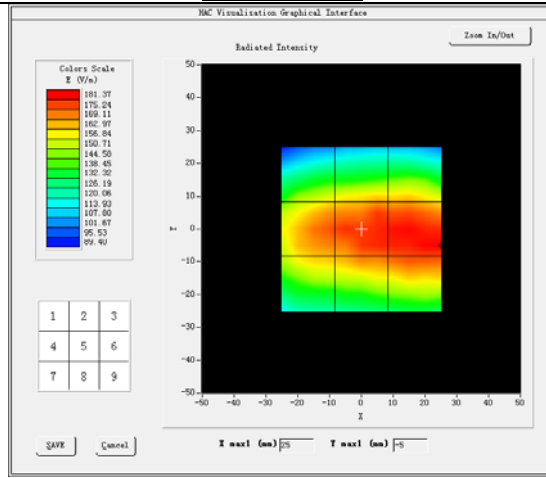 HAC Visualization Graphical Interface
Zoom In/Out
Radiated Intensity
Colors Scale
E (V/m)
181.37
175.24
169.11
162.97
156.84
150.71
144.58
138.45
132.32
126.19
120.06
113.93
107.80
101.67
95.53
89.40
50
40
30
20
10
0
-10
-20
-30
-40
-50
Y
-50 -40 -30 -20 -10 0 10 20 30 40 50
X
1 2 3
4 5 6
7 8 9
SAVE
Cancel
X max1 (mm) 25
Y max1 (mm) -5